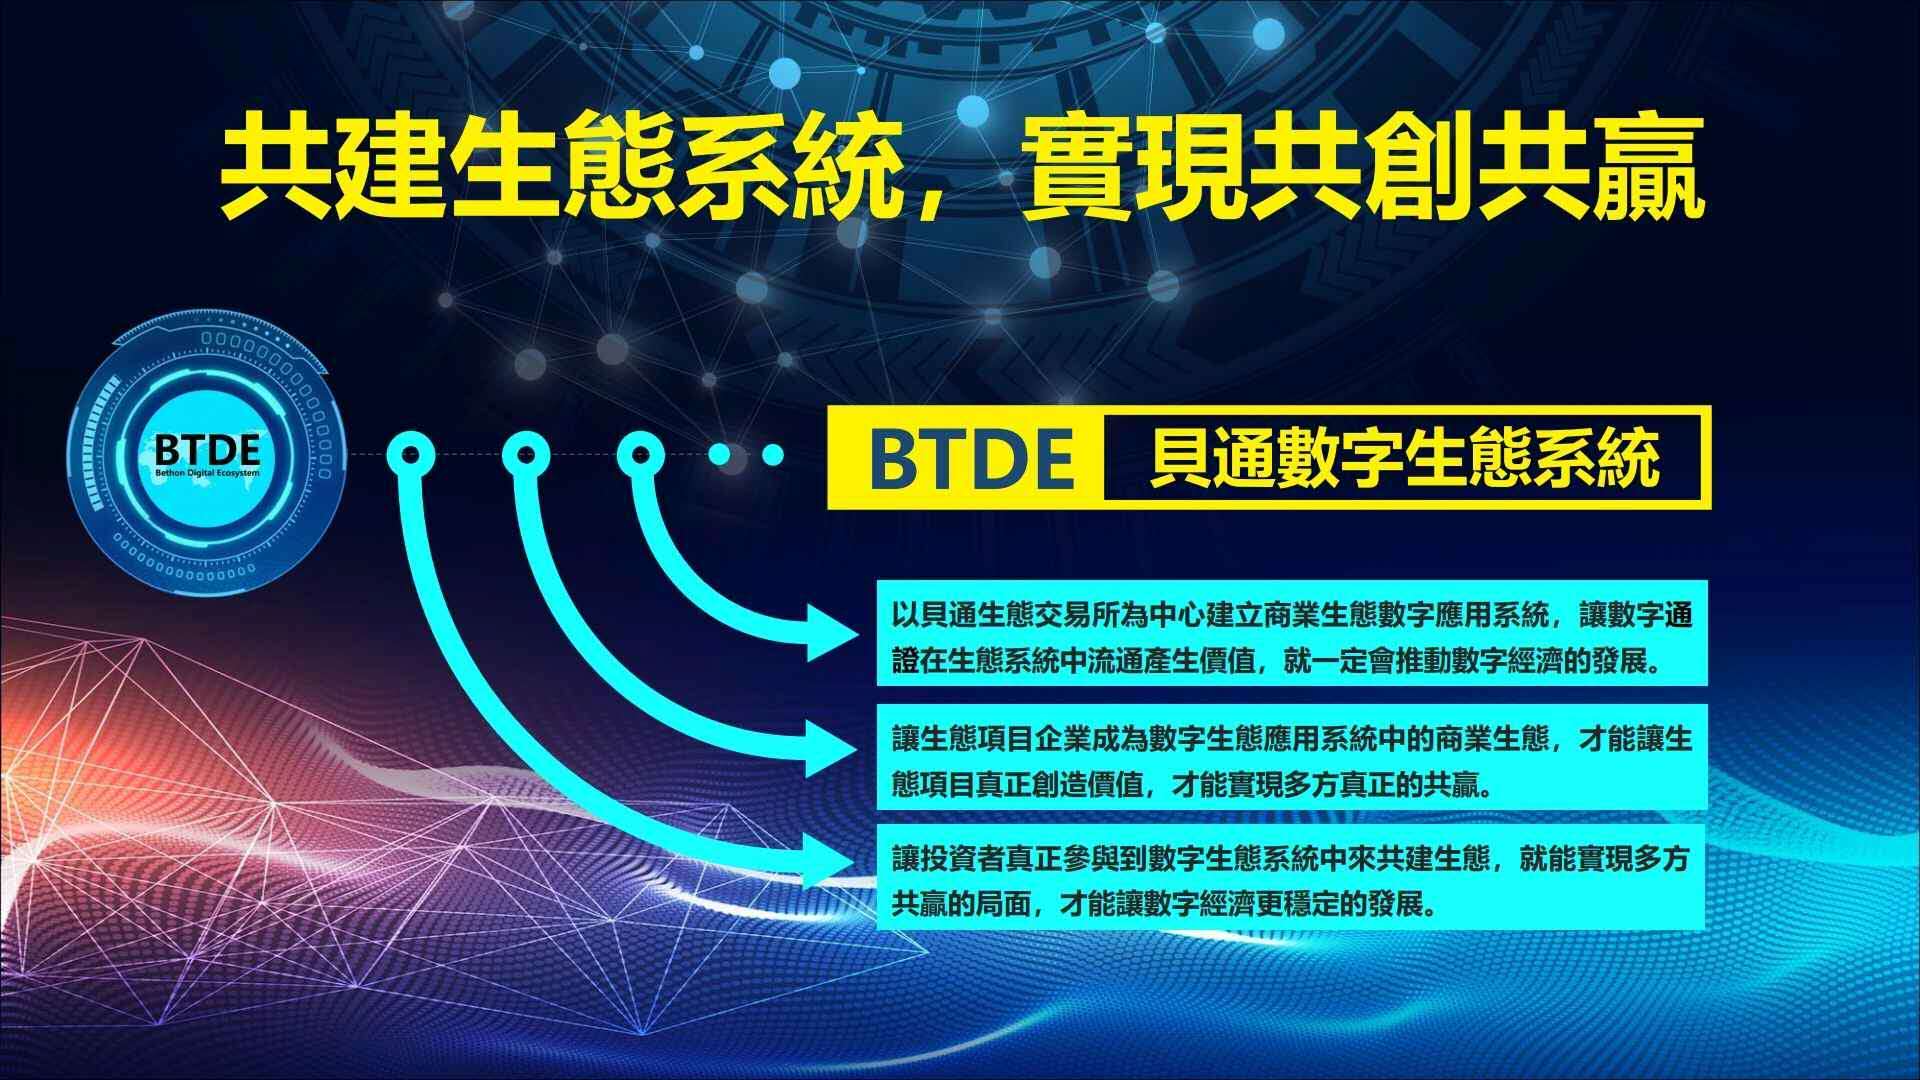 共建生態系統，實現共創共贏
BTDE
Bethon Digital Ecosystem
BTDE 貝通數字生態系統
以貝通生態交易所為中心建立商業生態數字應用系統，讓數字通
證在生態系統中流通產生價值，就一定會推動數字經濟的發展。
讓生態項目企業成為數字生態應用系統中的商業生態，才能讓生
態項目真正創造價值，才能實現多方真正的共贏。
讓投資者真正參與到數字生態系統中來共建生態，就能實現多方
共贏的局面，才能讓數字經濟更穩定的發展。